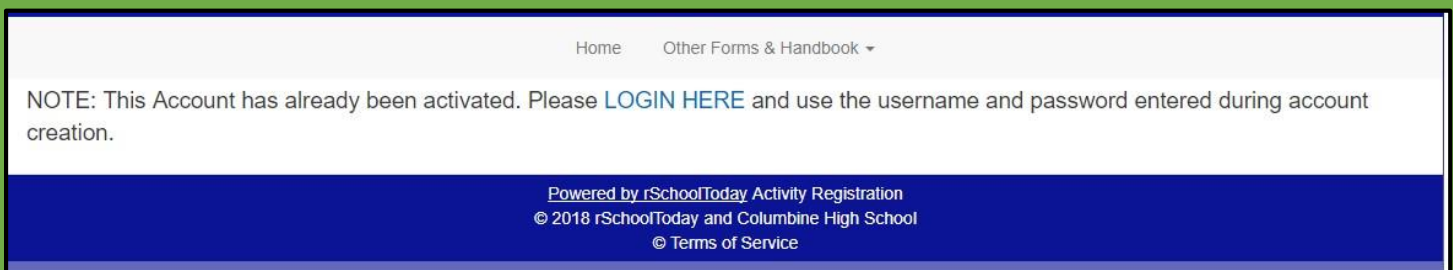 Home Other Forms & Handbook
NOTE: This Account has already been activated. Please LOGIN HERE and use the username and password entered during account
creation.
Powered by rSchoolToday Activity Registration
© 2018 rSchoolToday and Columbine High School
© Terms of Service